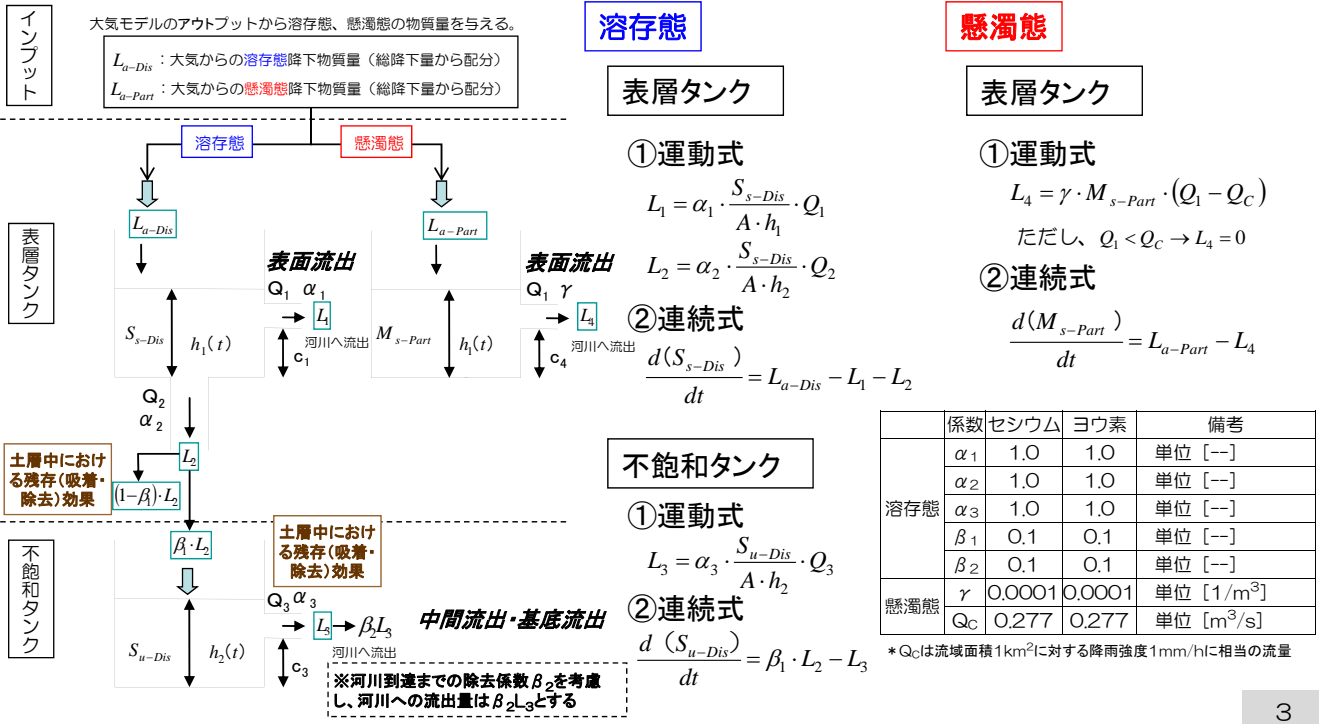 インプット
大気モデルのアウトプットから溶存態、懸濁態の物質量を与える。
L_{a-Dis}：大気からの溶存態降下物質量（総降下量から配分）
L_{a-Part}：大気からの懸濁態降下物質量（総降下量から配分）
溶存態
懸濁態
表層タンク
L_{a-Dis}
L_{a-Part}
表面流出
Q₁ α₁
L₁
河川へ流出
c₁
S_{s-Dis}
h₁(t)
表面流出
Q₁ γ
L₄
河川へ流出
c₄
M_{s-Part}
h₁(t)
Q₂
α₂
L₂
土層中におけ
る残存(吸着・
除去)効果
(1−β₁)·L₂
不飽和タンク
β₁·L₂
土層中におけ
る残存(吸着・
除去)効果
S_{u-Dis}
h₂(t)
Q₃ α₃
L₃
β₂L₃
河川へ流出
c₃
中間流出・基底流出
※河川到達までの除去係数β₂を考慮
し、河川への流出量はβ₂L₃とする
溶存態
表層タンク
①運動式
L₁ = α₁ · S_{s-Dis} / (A · h₁) · Q₁
L₂ = α₂ · S_{s-Dis} / (A · h₂) · Q₂
②連続式
d(S_{s-Dis}) / dt = L_{a-Dis} − L₁ − L₂
不飽和タンク
①運動式
L₃ = α₃ · S_{u-Dis} / (A · h₂) · Q₃
②連続式
d (S_{u-Dis}) / dt = β₁ · L₂ − L₃
懸濁態
表層タンク
①運動式
L₄ = γ · M_{s-Part} · (Q₁ − Q_C)
ただし、Q₁ < Q_C → L₄ = 0
②連続式
d(M_{s-Part}) / dt = L_{a-Part} − L₄
係数 セシウム ヨウ素 備考
溶存態 α₁ 1.0 1.0 単位 [--]
α₂ 1.0 1.0 単位 [--]
α₃ 1.0 1.0 単位 [--]
β₁ 0.1 0.1 単位 [--]
β₂ 0.1 0.1 単位 [--]
懸濁態 γ 0.0001 0.0001 単位 [1/m³]
Q_C 0.277 0.277 単位 [m³/s]
＊Q_Cは流域面積1km²に対する降雨強度1mm/hに相当の流量
3